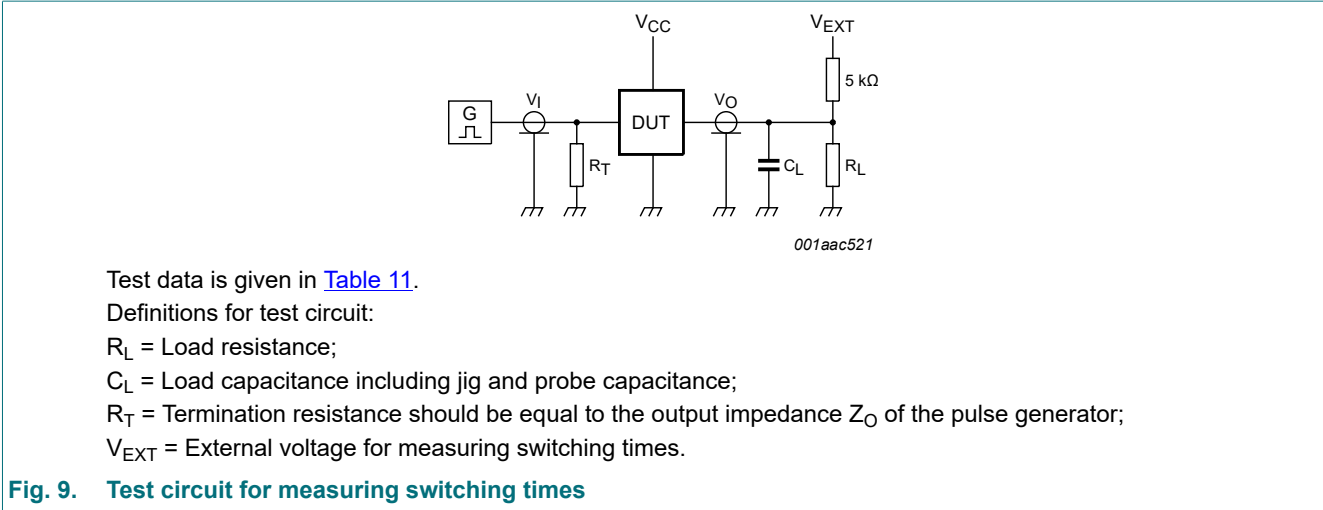 VCC
VEXT
5 kΩ
G
VI
DUT
VO
RT
CL
RL
001aac521
Test data is given in Table 11.
Definitions for test circuit:
RL = Load resistance;
CL = Load capacitance including jig and probe capacitance;
RT = Termination resistance should be equal to the output impedance ZO of the pulse generator;
VEXT = External voltage for measuring switching times.
Fig. 9. Test circuit for measuring switching times